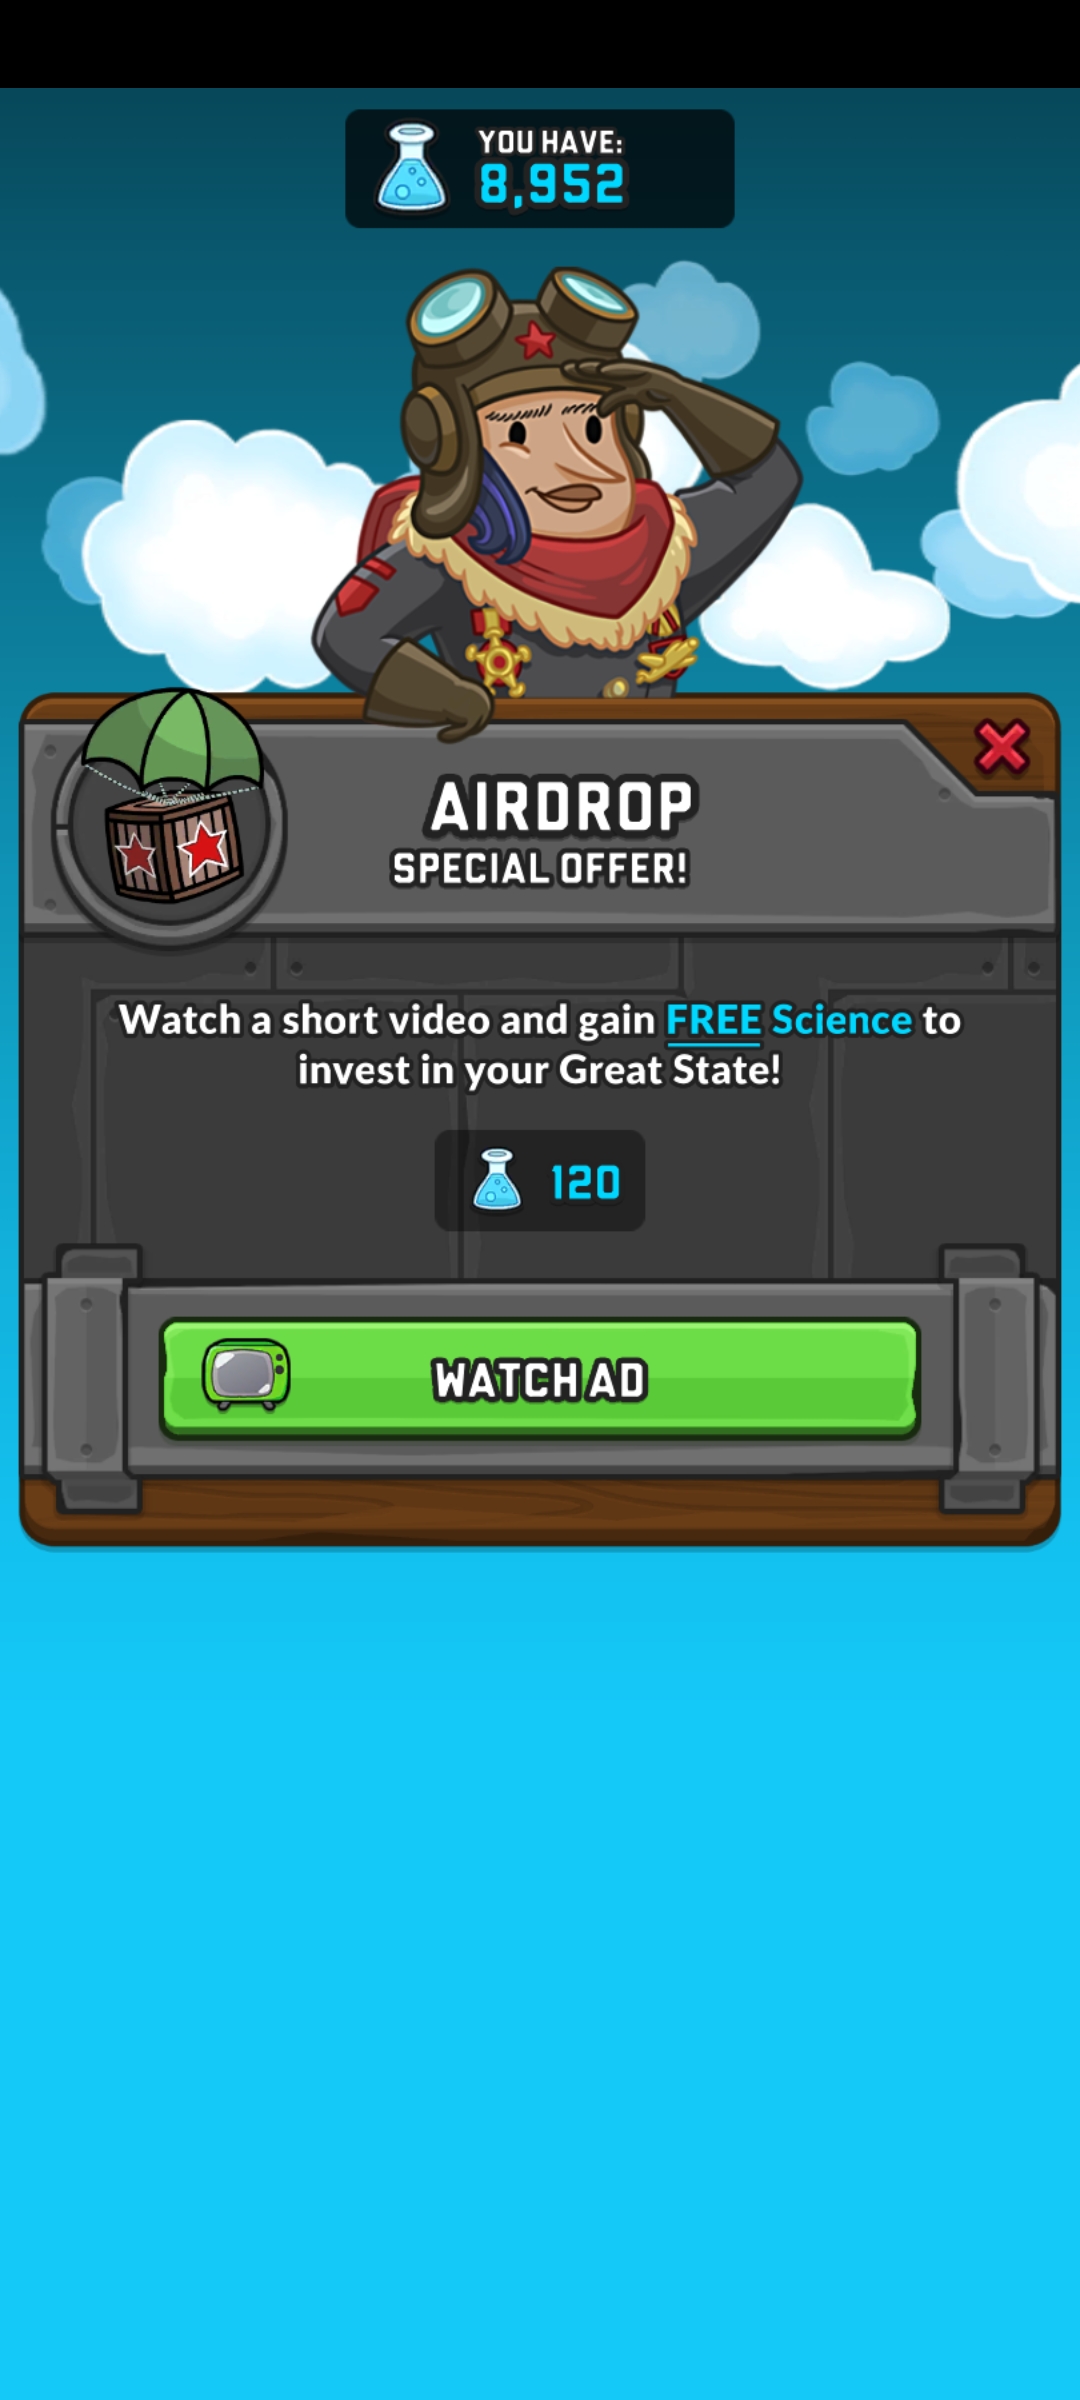 YOU HAVE:
8,952
AIRDROP
SPECIAL OFFER!
Watch a short video and gain FREE Science to
invest in your Great State!
120
WATCH AD